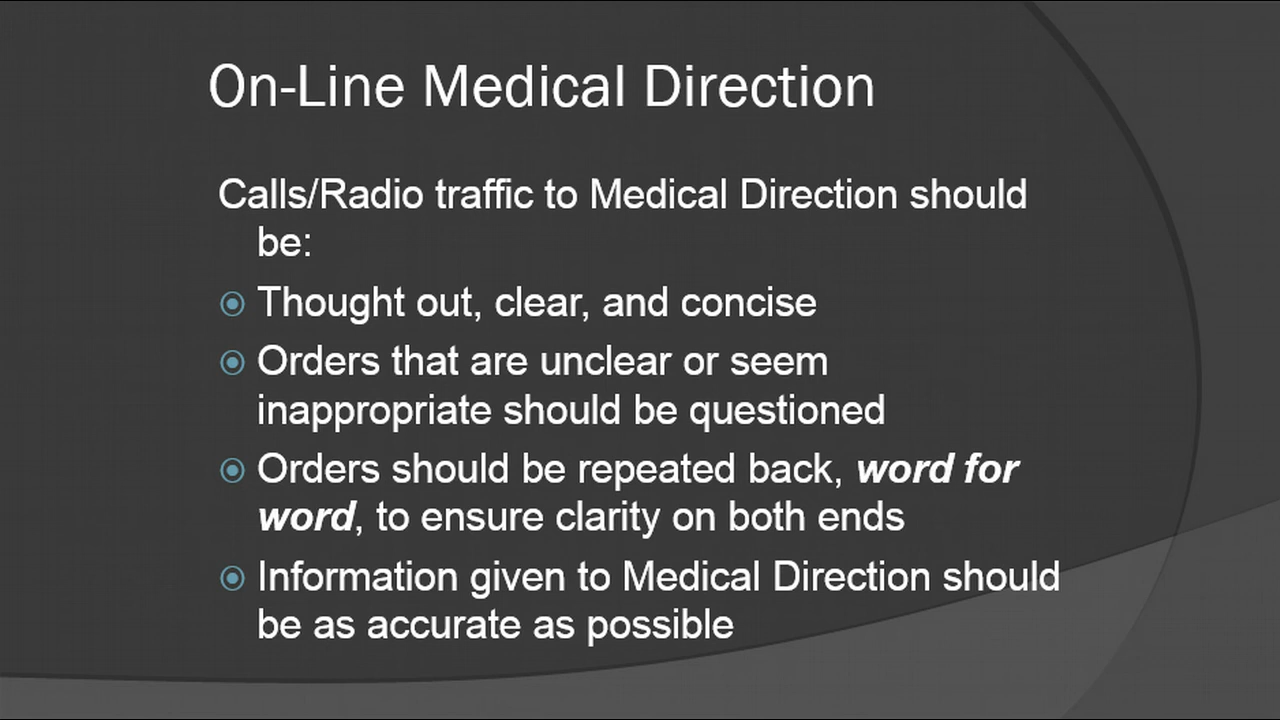 On-Line Medical Direction
Calls/Radio traffic to Medical Direction should
be:
Thought out, clear, and concise
Orders that are unclear or seem
inappropriate should be questioned
Orders should be repeated back, word for
word, to ensure clarity on both ends
Information given to Medical Direction should
be as accurate as possible